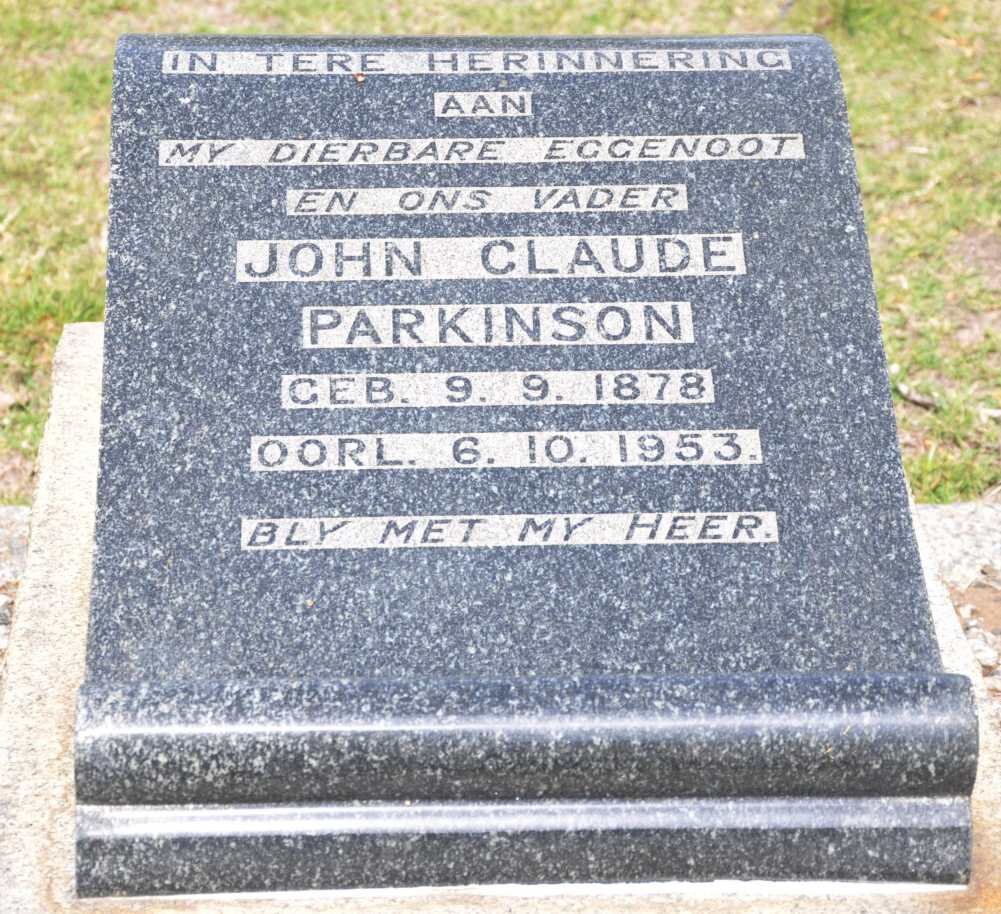 IN TERE HERINNERING
AAN
MY DIERBARE EGGENOOT
EN ONS VADER
JOHN CLAUDE
PARKINSON
GEB. 9. 9. 1878
OORL. 6. 10. 1953.
BLY MET MY HEER.